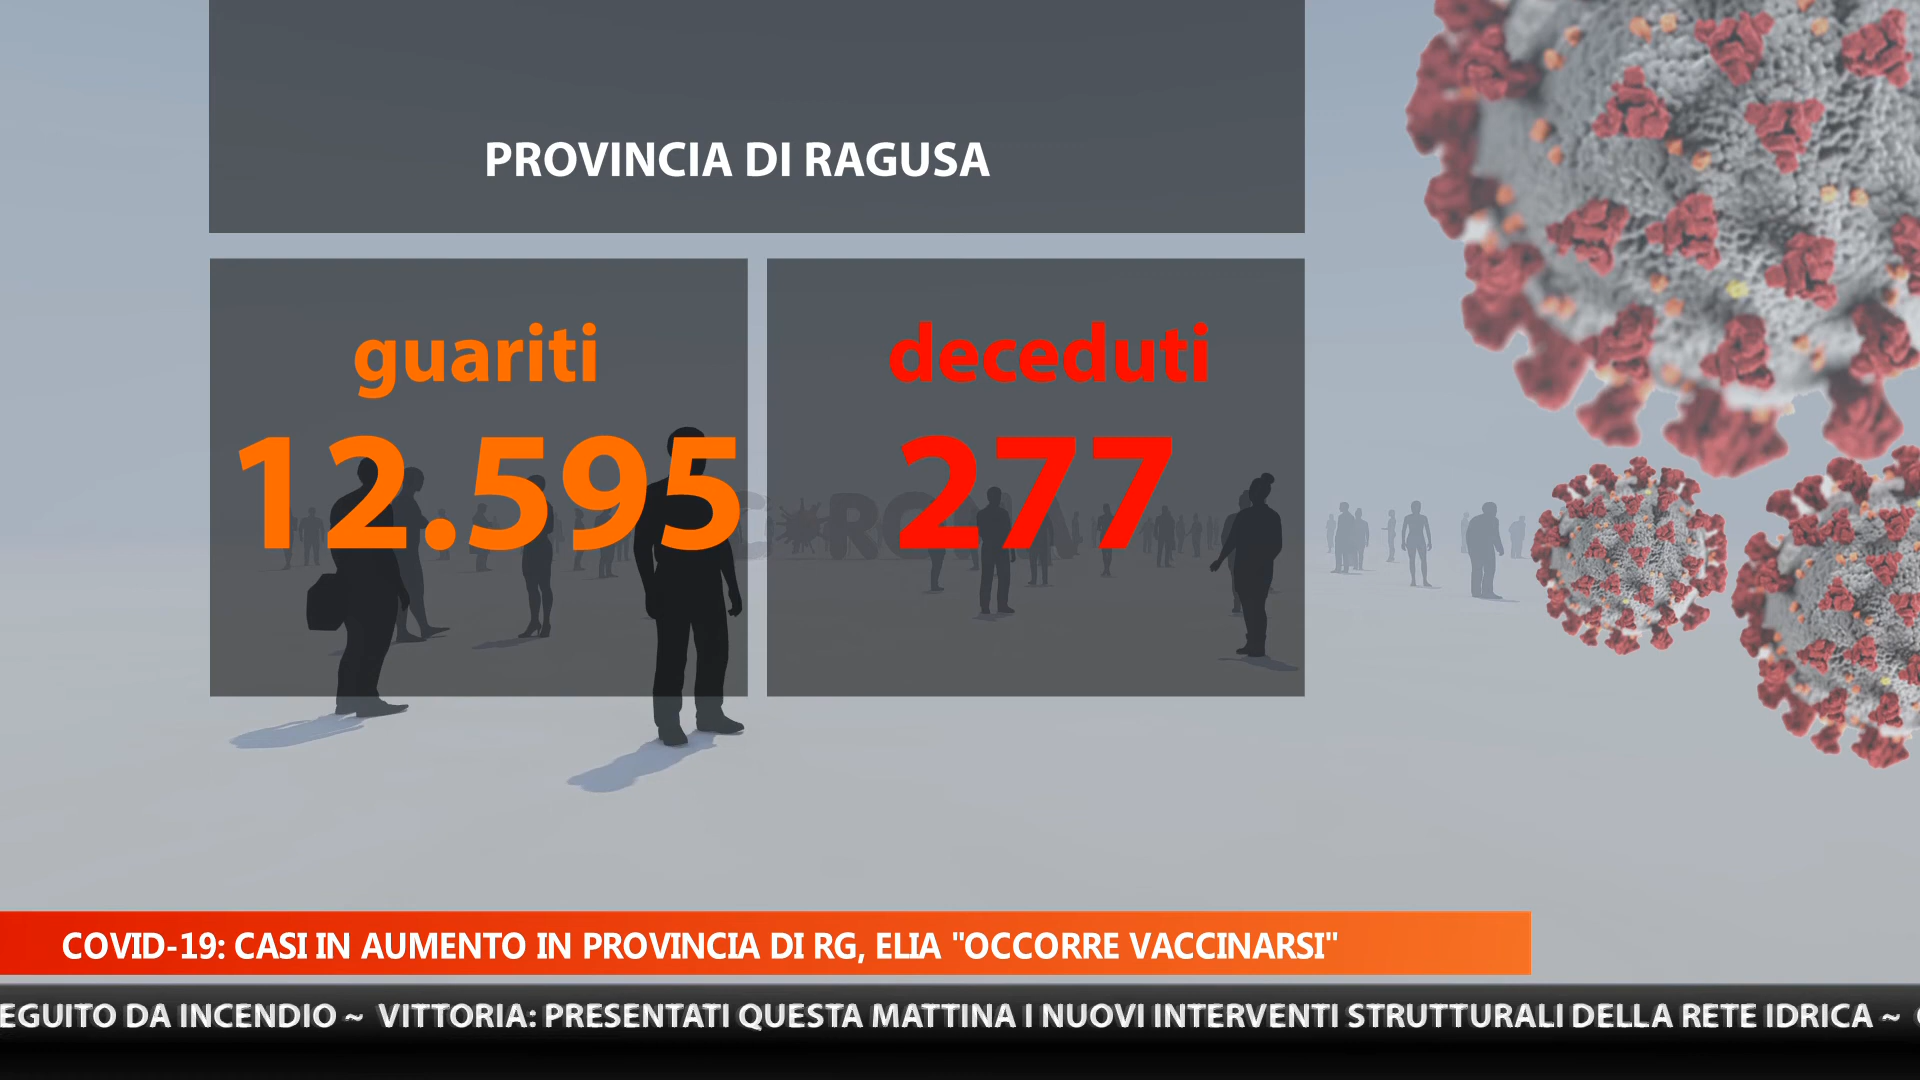 PROVINCIA DI RAGUSA
guariti
12.595
deceduti
277
COVID-19: CASI IN AUMENTO IN PROVINCIA DI RG, ELIA "OCCORRE VACCINARSI"
EGUITO DA INCENDIO ~ VITTORIA: PRESENTATI QUESTA MATTINA I NUOVI INTERVENTI STRUTTURALI DELLA RETE IDRICA ~